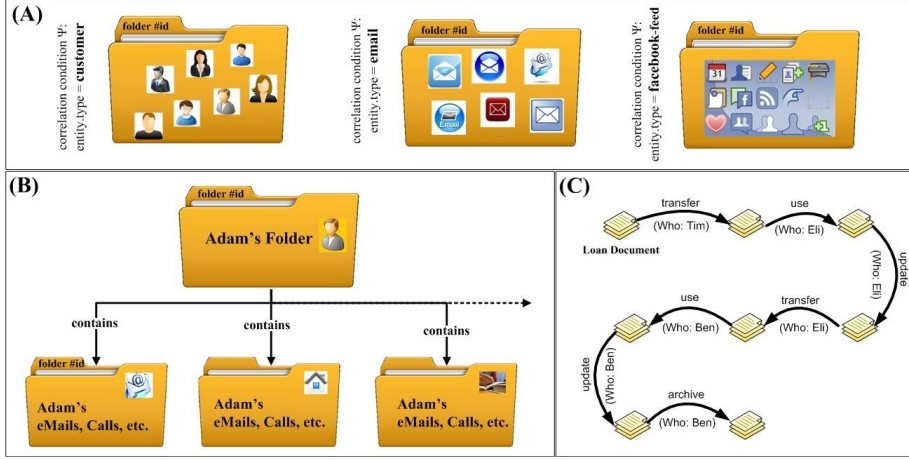 (A)
correlation condition Ψ:
entity.type = customer
folder #id
correlation condition Ψ:
entity.type = email
folder #id
Email
correlation condition Ψ:
entity.type = facebook-feed
folder #id
31
+1
(B)
folder #id
Adam's Folder
contains
contains
contains
folder #id
Adam's
eMails, Calls, etc.
Adam's
eMails, Calls, etc.
Adam's
eMails, Calls, etc.
(C)
Loan Document
transfer
(Who: Tim)
use
(Who: Eli)
update
(Who: Eli)
transfer
(Who: Eli)
use
(Who: Ben)
update
(Who: Ben)
archive
(Who: Ben)